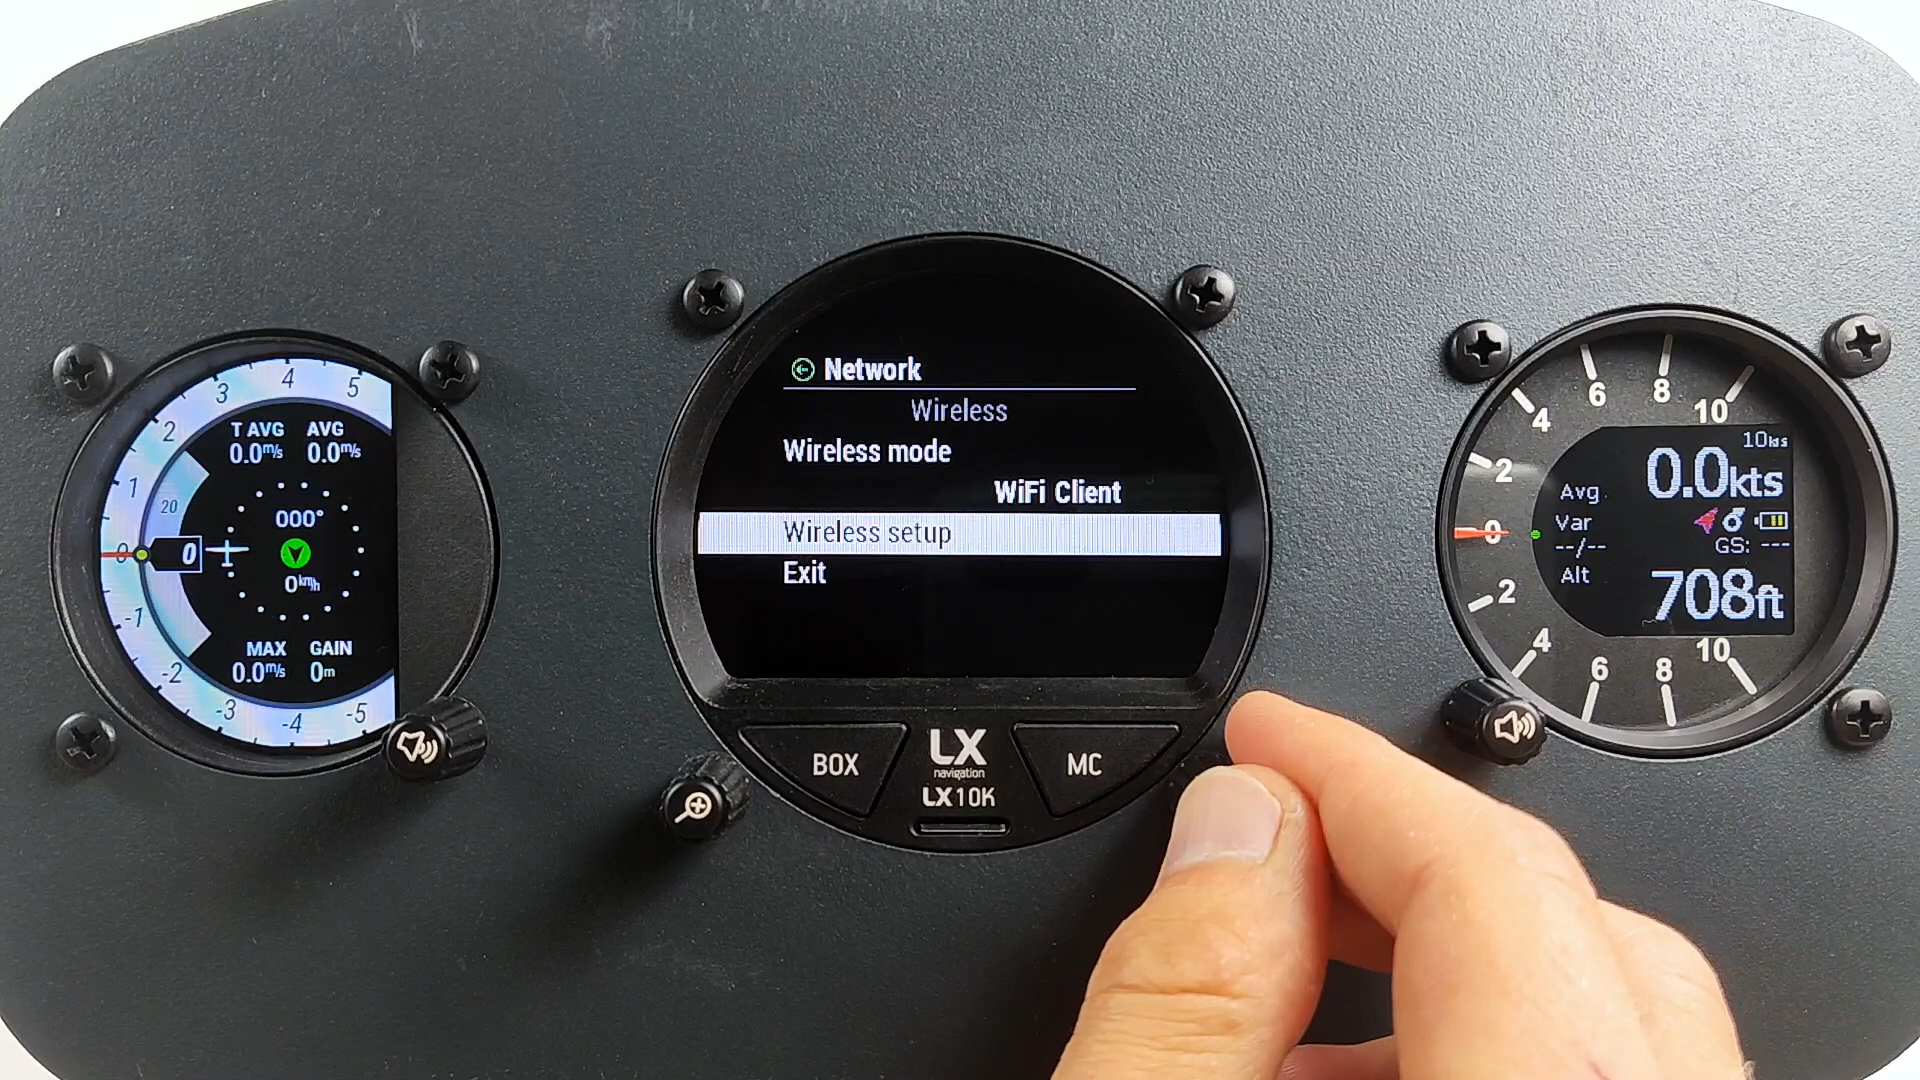 3 4 5
2
1
0
-1
-2
-3 -4 -5
20
T AVG AVG
0.0m/s 0.0m/s
000°
0
0km/h
MAX GAIN
0.0m/s 0m
Network
Wireless
Wireless mode
WiFi Client
Wireless setup
Exit
BOX
LX
navigation
LX10K
MC
4 6 8 10
2
0
2
4 6 8 10
10kts
Avg 0.0kts
Var
--/-- GS: ---
Alt
708ft